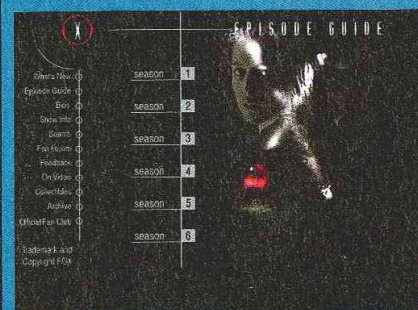 X
EPISODE GUIDE
What's New
Episode Guide
Bios
Show Info
Search
Fan Forum
Feedback
On Video
Collectibles
Archive
Official Fan Club
Trademark and
Copyright FOX
season 1
season 2
season 3
season 4
season 5
season 6